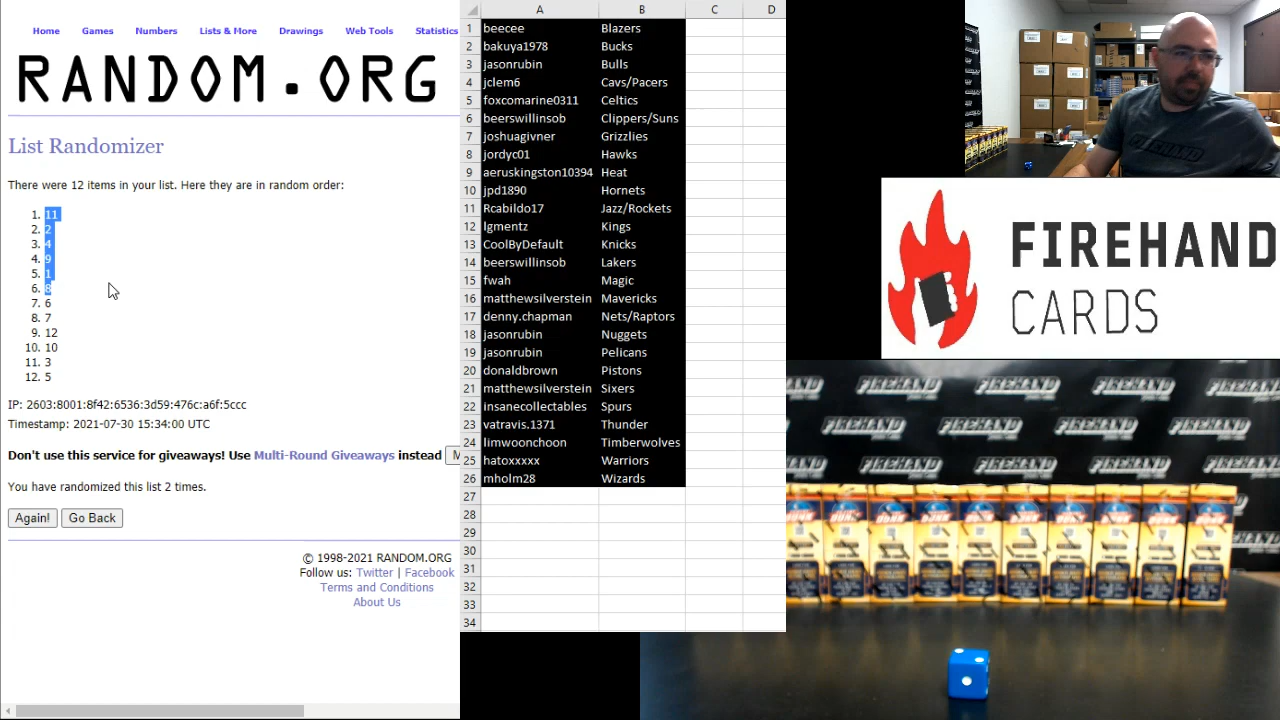 Home Games Numbers Lists & More Drawings Web Tools Statistics
RANDOM.ORG
List Randomizer
There were 12 items in your list. Here they are in random order:
1. 11
2. 2
3. 4
4. 9
5. 1
6. 8
7. 6
8. 7
9. 12
10. 10
11. 3
12. 5
IP: 2603:8001:8f42:6536:3d59:476c:a6f:5ccc
Timestamp: 2021-07-30 15:34:00 UTC
Don't use this service for giveaways! Use Multi-Round Giveaways instead
You have randomized this list 2 times.
Again! Go Back
© 1998-2021 RANDOM.ORG
Follow us: Twitter | Facebook
Terms and Conditions
About Us
A B C D
1 beecee Blazers
2 bakuya1978 Bucks
3 jasonrubin Bulls
4 jclem6 Cavs/Pacers
5 foxcomarine0311 Celtics
6 beerswillinsob Clippers/Suns
7 joshuagivner Grizzlies
8 jordyc01 Hawks
9 aeruskingston10394 Heat
10 jpd1890 Hornets
11 Rcabildo17 Jazz/Rockets
12 lgmentz Kings
13 CoolByDefault Knicks
14 beerswillinsob Lakers
15 fwah Magic
16 matthewsilverstein Mavericks
17 denny.chapman Nets/Raptors
18 jasonrubin Nuggets
19 jasonrubin Pelicans
20 donaldbrown Pistons
21 matthewsilverstein Sixers
22 insanecollectables Spurs
23 vatravis.1371 Thunder
24 limwoonchoon Timberwolves
25 hatoxxxxx Warriors
26 mholm28 Wizards
27
28
29
30
31
32
33
34
FIREHAND
CARDS
FIREHAND FIREHAND FIREHAND
FIREHAND FIREHAND FIREHAND FIREHAND